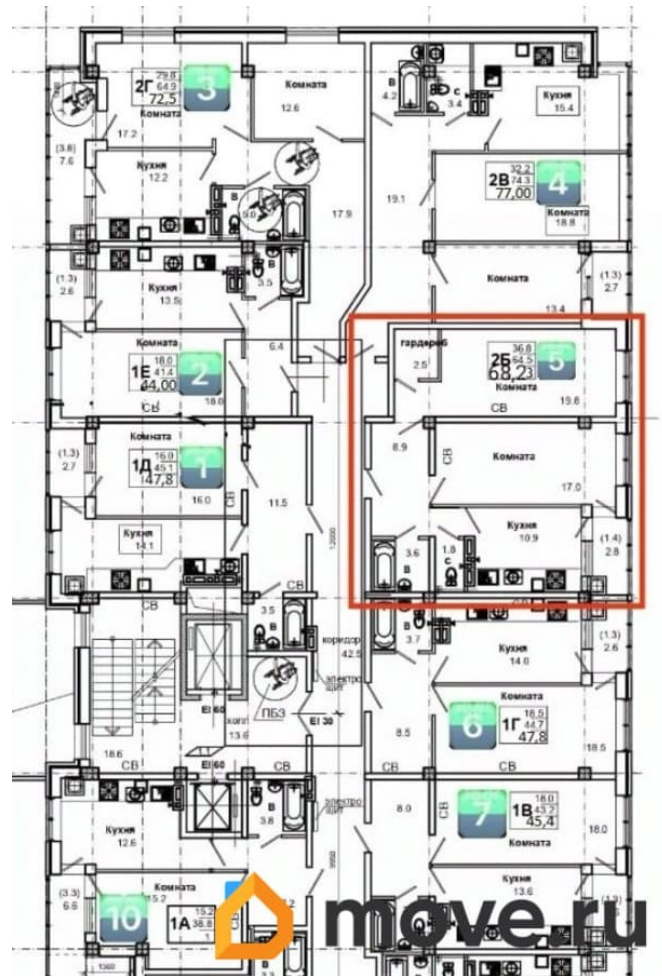 2Г 29.8 64.9 72,5 3
Комната
17.2
Комната
12.6
В
4.2
С
3.4
Кухня
15.4
(3.8)
7.6
Кухня
12.2
В
17.9
19.1
2В 32.2 74.3 77,00 4
Комната
18.8
(1.3)
2.6
Кухня
13.5
В
3.5
Комната
13.4
(1.3)
2.7
6.4
Комната
1Е 18.0 41.4 44,00 2
18.0
СВ
гардероб
2.5
2Б 36.8 64.5 68,23 5
Комната
19.8
СВ
Комната
1Д 16.0 45.1 47,8 1
16.0
(1.3)
2.7
СВ
11.5
8.9
СВ
Комната
17.0
Кухня
14.1
12000
Кухня
10.9
(1.4)
2.8
3.6
В
1.8
С
СВ
СВ
3.5
В
В
3.7
коридор
42.5
Кухня
14.0
(1.3)
2.6
электро
щит
EI 60
холл
13.6
ПБЗ
EI 30
18.6
СВ
EI 60
СВ
СВ
8.5
СВ
6
Комната
1Г 18.5 44.7 47,8
18.5
СВ
электро
щит
Кухня
12.6
В
3.8
8.0
7 1В 18.0 43.2 45,4
18.0
Комната
Кухня
13.6
(3.3)
6.6
Комната
15.2
10 1А 15.2 38.8
move.ru